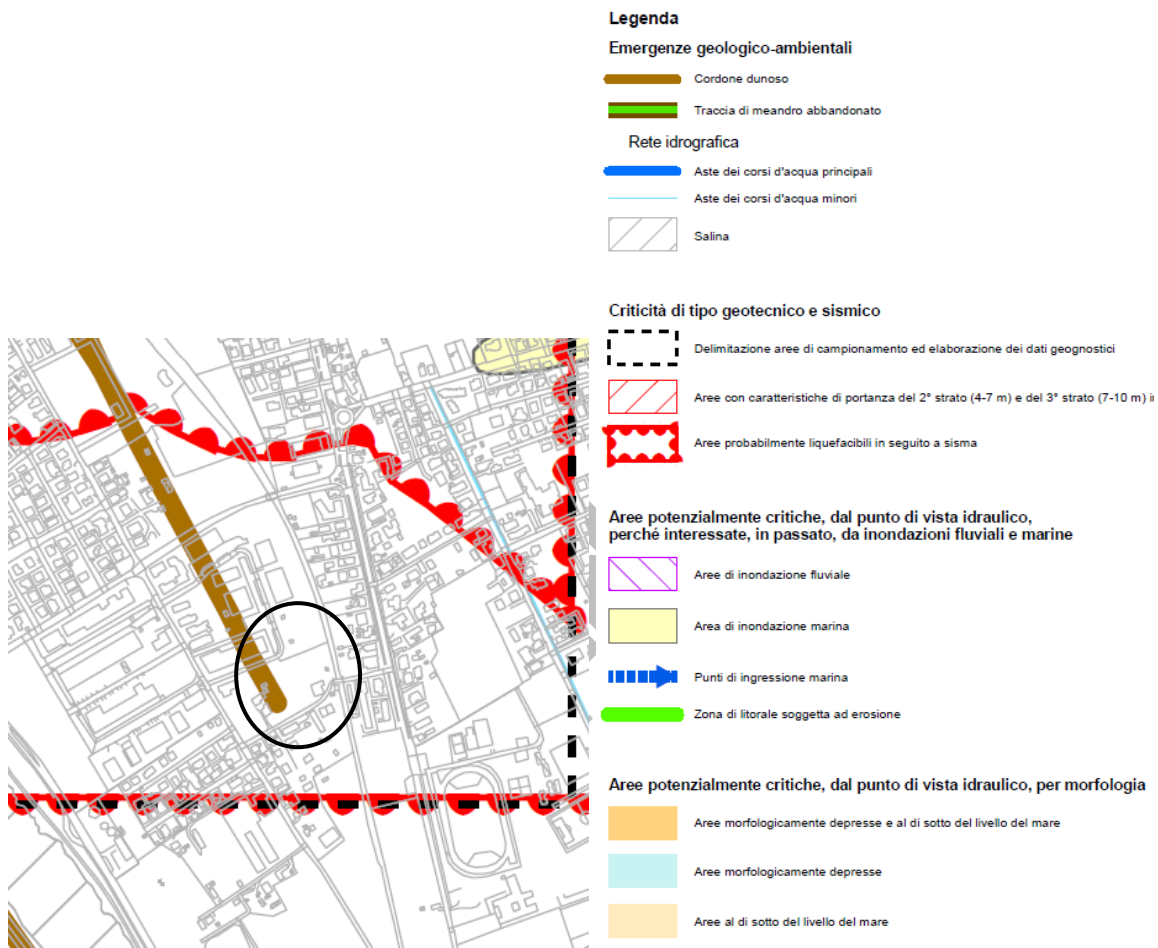 Legenda
Emergenze geologico-ambientali
Cordone dunoso
Traccia di meandro abbandonato
Rete idrografica
Aste dei corsi d'acqua principali
Aste dei corsi d'acqua minori
Salina
Criticità di tipo geotecnico e sismico
Delimitazione aree di campionamento ed elaborazione dei dati geognostici
Aree con caratteristiche di portanza del 2° strato (4-7 m) e del 3° strato (7-10 m)
Aree probabilmente liquefacibili in seguito a sisma
Aree potenzialmente critiche, dal punto di vista idraulico,
perché interessate, in passato, da inondazioni fluviali e marine
Aree di inondazione fluviale
Area di inondazione marina
Punti di ingressione marina
Zona di litorale soggetta ad erosione
Aree potenzialmente critiche, dal punto di vista idraulico, per morfologia
Aree morfologicamente depresse e al di sotto del livello del mare
Aree morfologicamente depresse
Aree al di sotto del livello del mare